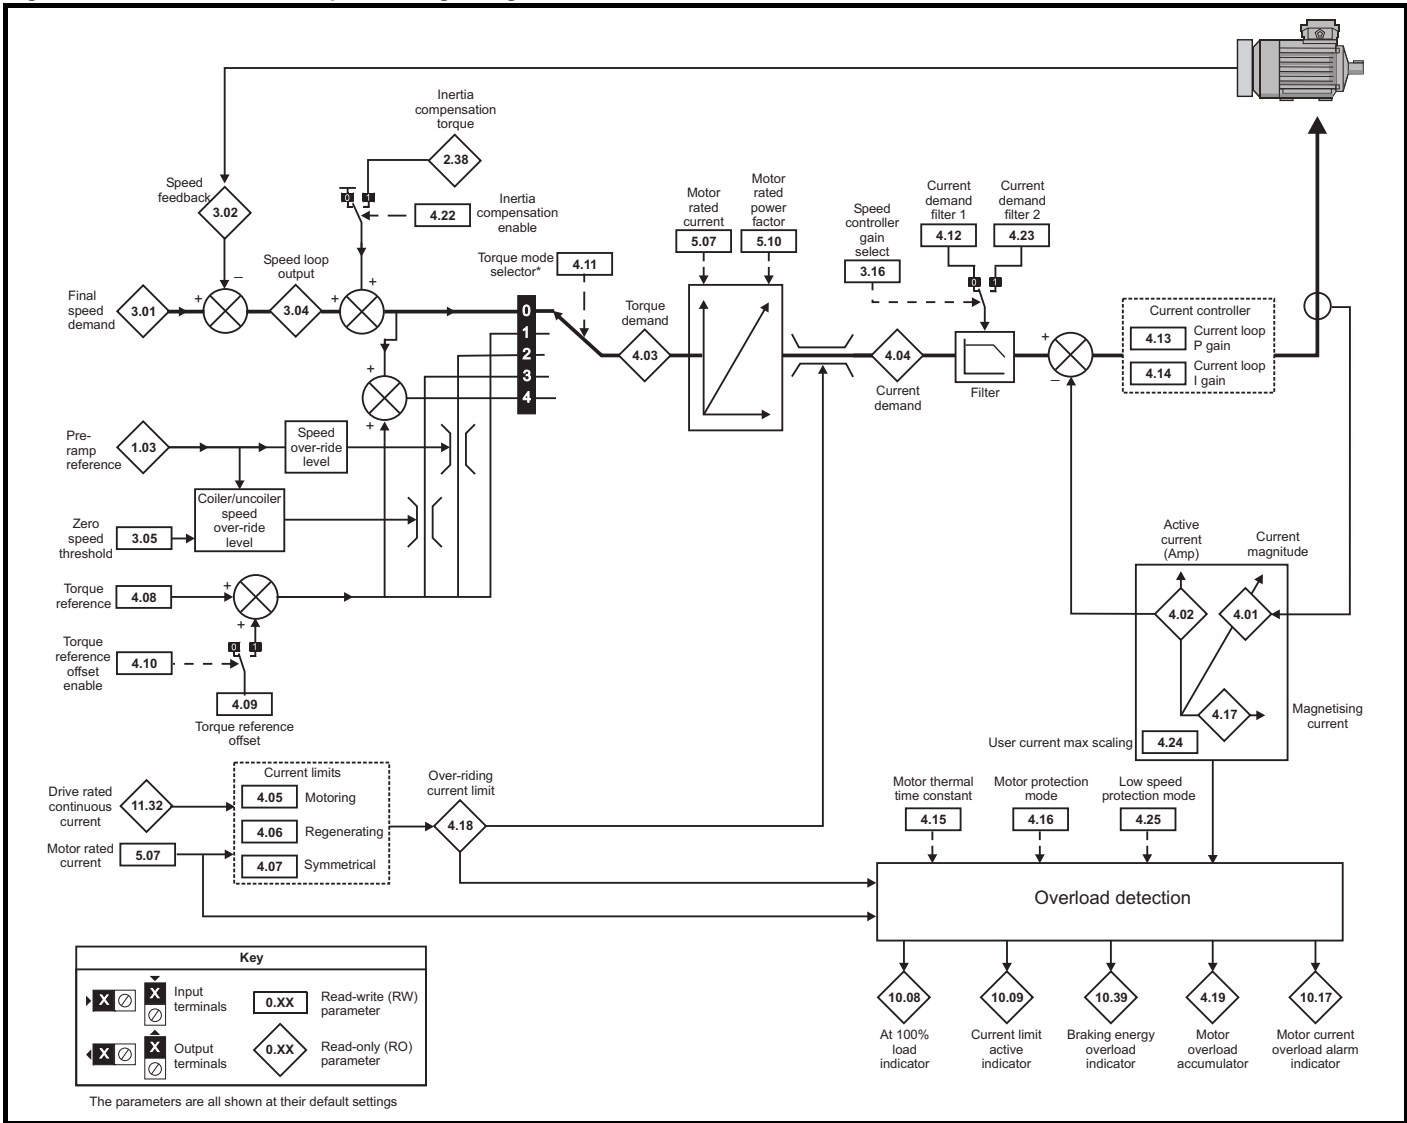 Inertia
compensation
torque
2.38
Speed
feedback
3.02
0 1
4.22
Inertia
compensation
enable
Motor
rated
current
5.07
Motor
rated
power
factor
5.10
Speed
controller
gain
select
3.16
Current
demand
filter 1
4.12
Current
demand
filter 2
4.23
0 1
Torque mode
selector*
4.11
Final
speed
demand
3.01
+
–
Speed loop
output
3.04
+
+
0
1
2
3
4
Torque
demand
4.03
4.04
Current
demand
Filter
+
–
Current controller
4.13
Current loop
P gain
4.14
Current loop
I gain
+
+
Pre-
ramp
reference
1.03
Speed
over-ride
level
Coiler/uncoiler
speed
over-ride
level
Zero
speed
threshold
3.05
Torque
reference
4.08
+
+
0 1
Torque
reference
offset
enable
4.10
4.09
Torque reference
offset
Active
current
(Amp)
Current
magnitude
4.02
4.01
4.17
Magnetising
current
User current max scaling
4.24
Drive rated
continuous
current
11.32
Motor rated
current
5.07
Current limits
4.05
Motoring
4.06
Regenerating
4.07
Symmetrical
Over-riding
current limit
4.18
Motor thermal
time constant
4.15
Motor protection
mode
4.16
Low speed
protection mode
4.25
Overload detection
10.08
At 100%
load
indicator
10.09
Current limit
active
indicator
10.39
Braking energy
overload
indicator
4.19
Motor
overload
accumulator
10.17
Motor current
overload alarm
indicator
Key
X
X
Input
terminals
0.XX
Read-write (RW)
parameter
X
X
Output
terminals
0.XX
Read-only (RO)
parameter
The parameters are all shown at their default settings